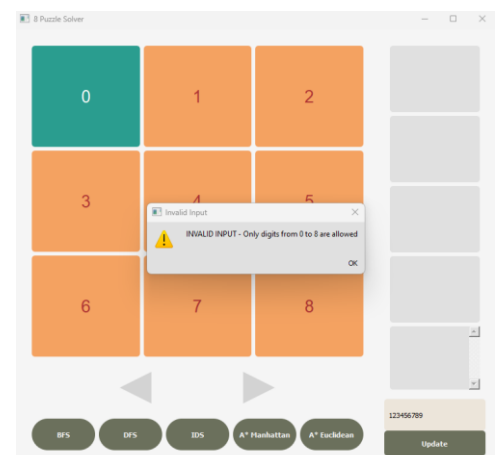 8 Puzzle Solver
0 1 2
3 4 5
Invalid Input
INVALID INPUT - Only digits from 0 to 8 are allowed
OK
6 7 8
123456789
BFS DFS IDS A* Manhattan A* Euclidean
Update